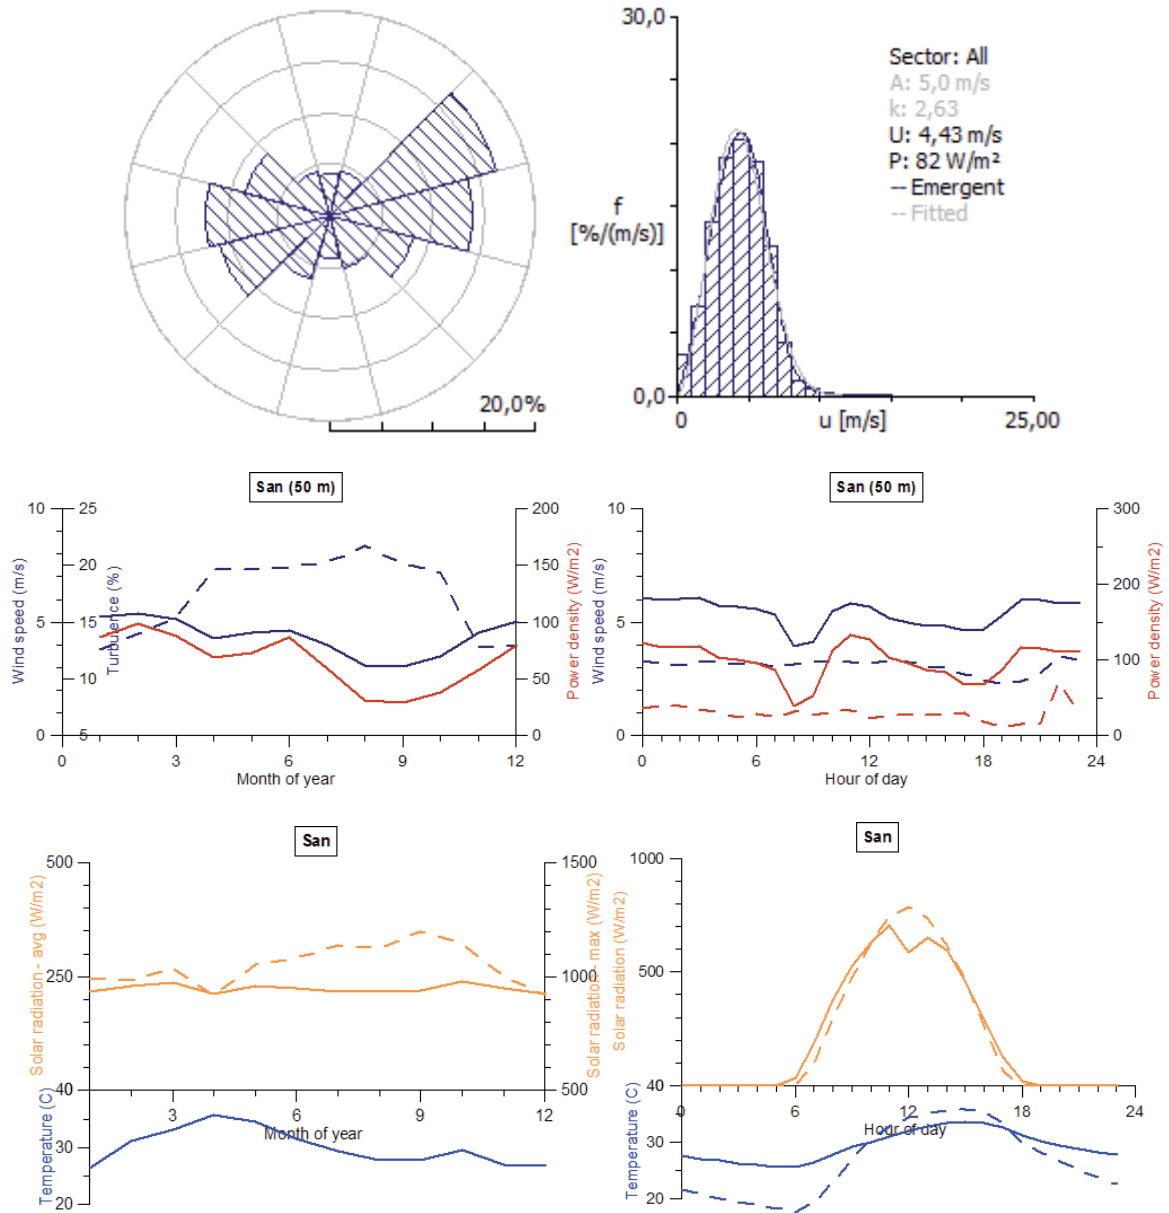 30,0
Sector: All
A: 5,0 m/s
k: 2,63
U: 4,43 m/s
P: 82 W/m²
-- Emergent
-- Fitted
f
[%/(m/s)]
20,0%
0,0
0
u [m/s]
25,00
San (50 m)
10
25
200
20
150
5
15
100
10
50
0
5
0
0
3
6
9
12
Month of year
Wind speed (m/s)
Turbulence (%)
Power density (W/m2)
San (50 m)
10
300
200
5
100
0
0
0
6
12
18
24
Hour of day
Wind speed (m/s)
Power density (W/m2)
San
500
1500
250
1000
40
500
30
20
3
6
9
12
Month of year
Solar radiation - avg (W/m2)
Solar radiation - max (W/m2)
Temperature (C)
San
1000
500
40
30
20
0
6
12
18
24
Hour of day
Solar radiation (W/m2)
Temperature (C)